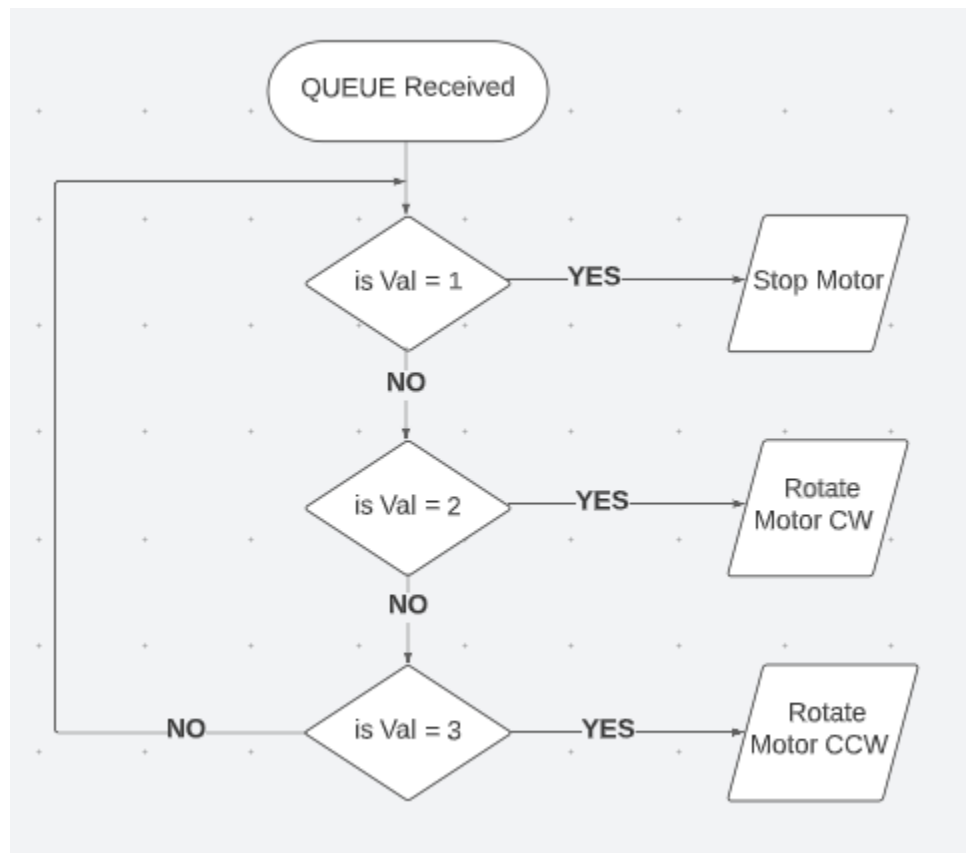 QUEUE Received
is Val = 1
YES
Stop Motor
NO
is Val = 2
YES
Rotate
Motor CW
NO
is Val = 3
YES
Rotate
Motor CCW
NO